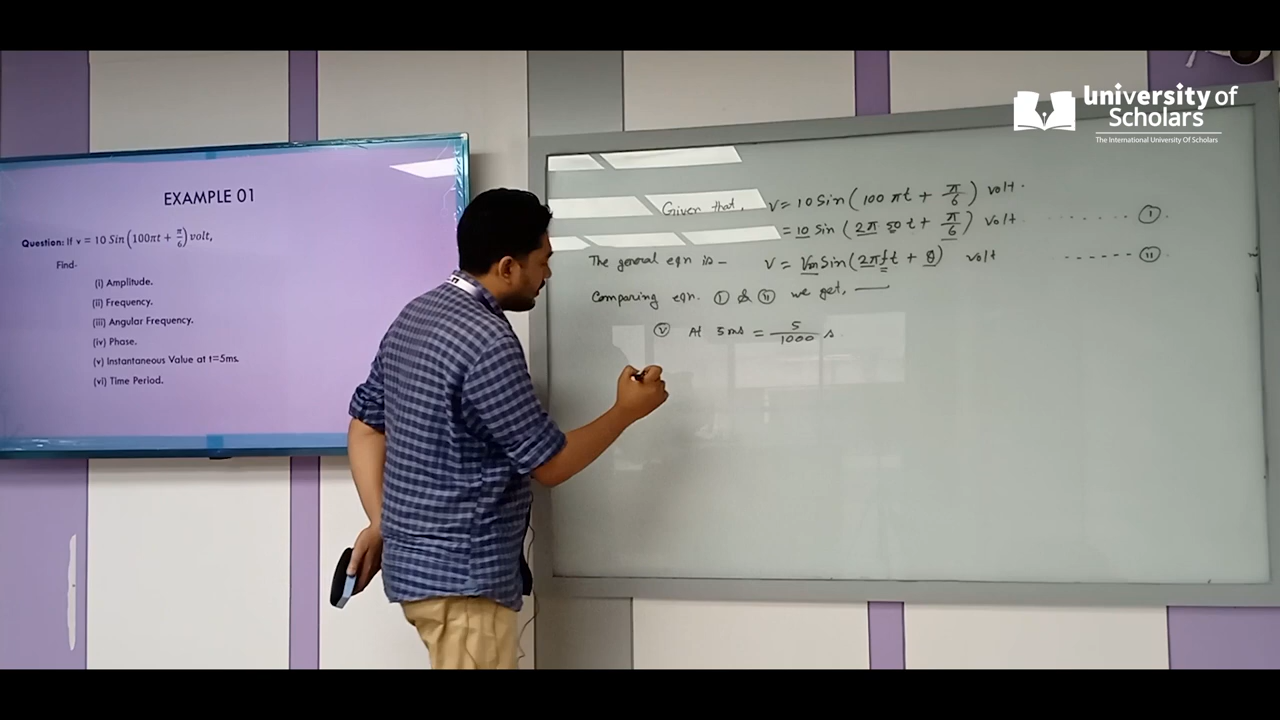 University of
Scholars
The International University Of Scholars
EXAMPLE 01
Question: If v = 10 Sin(100πt + π/6) volt,
Find-
(i) Amplitude.
(ii) Frequency.
(iii) Angular Frequency.
(iv) Phase.
(v) Instantaneous Value at t=5ms.
(vi) Time Period.
Given that, V = 10 Sin (100 πt + π/6) volt.
= 10 Sin (2π 50 t + π/6) volt ........ Ⓘ
The general eqn is – V = Vm Sin (2πft + θ) volt ------ Ⓘⓘ
Comparing eqn. Ⓘ & Ⓘⓘ we get, —
ⓥ At 5ms = 5/1000 s.